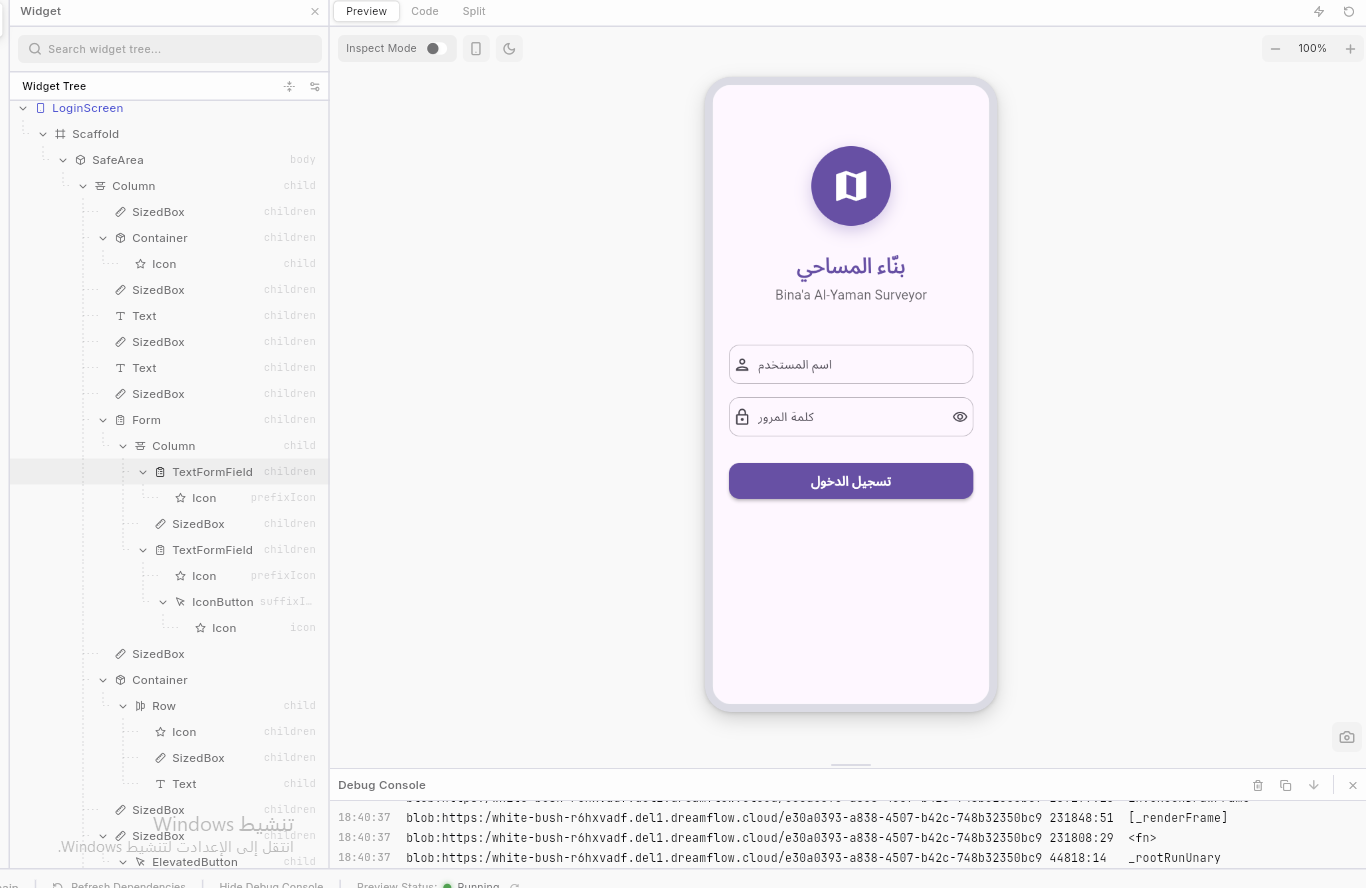 Widget
Search widget tree...
Widget Tree
LoginScreen
Scaffold
SafeArea body
Column child
SizedBox children
Container children
Icon child
SizedBox children
Text children
SizedBox children
Text children
SizedBox children
Form children
Column child
TextFormField children
Icon prefixIcon
SizedBox children
TextFormField children
Icon prefixIcon
IconButton suffixI...
Icon icon
SizedBox
Container
Row child
Icon children
SizedBox children
Text child
SizedBox
SizedBox
ElevatedButton child
تنشيط Windows
انتقل إلى الإعدادات لتنشيط Windows.
Preview Code Split
Inspect Mode
100%
بنّاء المساحي
Bina'a Al-Yaman Surveyor
اسم المستخدم
كلمة المرور
تسجيل الدخول
Debug Console
18:40:37 blob:https:/white-bush-r6hxvadf.del1.dreamflow.cloud/e30a0393-a838-4507-b42c-748b32350bc9 231848:51 [_renderFrame]
18:40:37 blob:https:/white-bush-r6hxvadf.del1.dreamflow.cloud/e30a0393-a838-4507-b42c-748b32350bc9 231808:29 <fn>
18:40:37 blob:https:/white-bush-r6hxvadf.del1.dreamflow.cloud/e30a0393-a838-4507-b42c-748b32350bc9 44818:14 _rootRunUnary
Refresh Dependencies Hide Debug Console Preview Status: Running